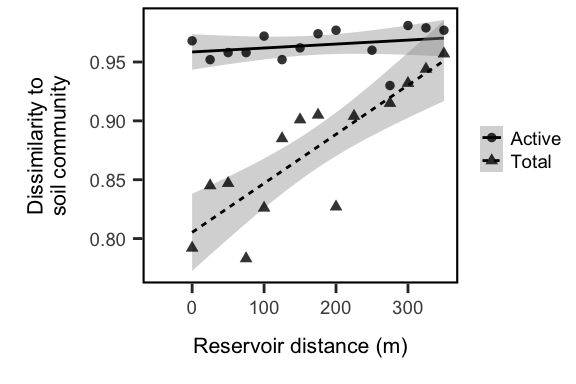 Dissimilarity to
soil community
0.95
0.90
0.85
0.80
0 100 200 300
Reservoir distance (m)
Active
Total